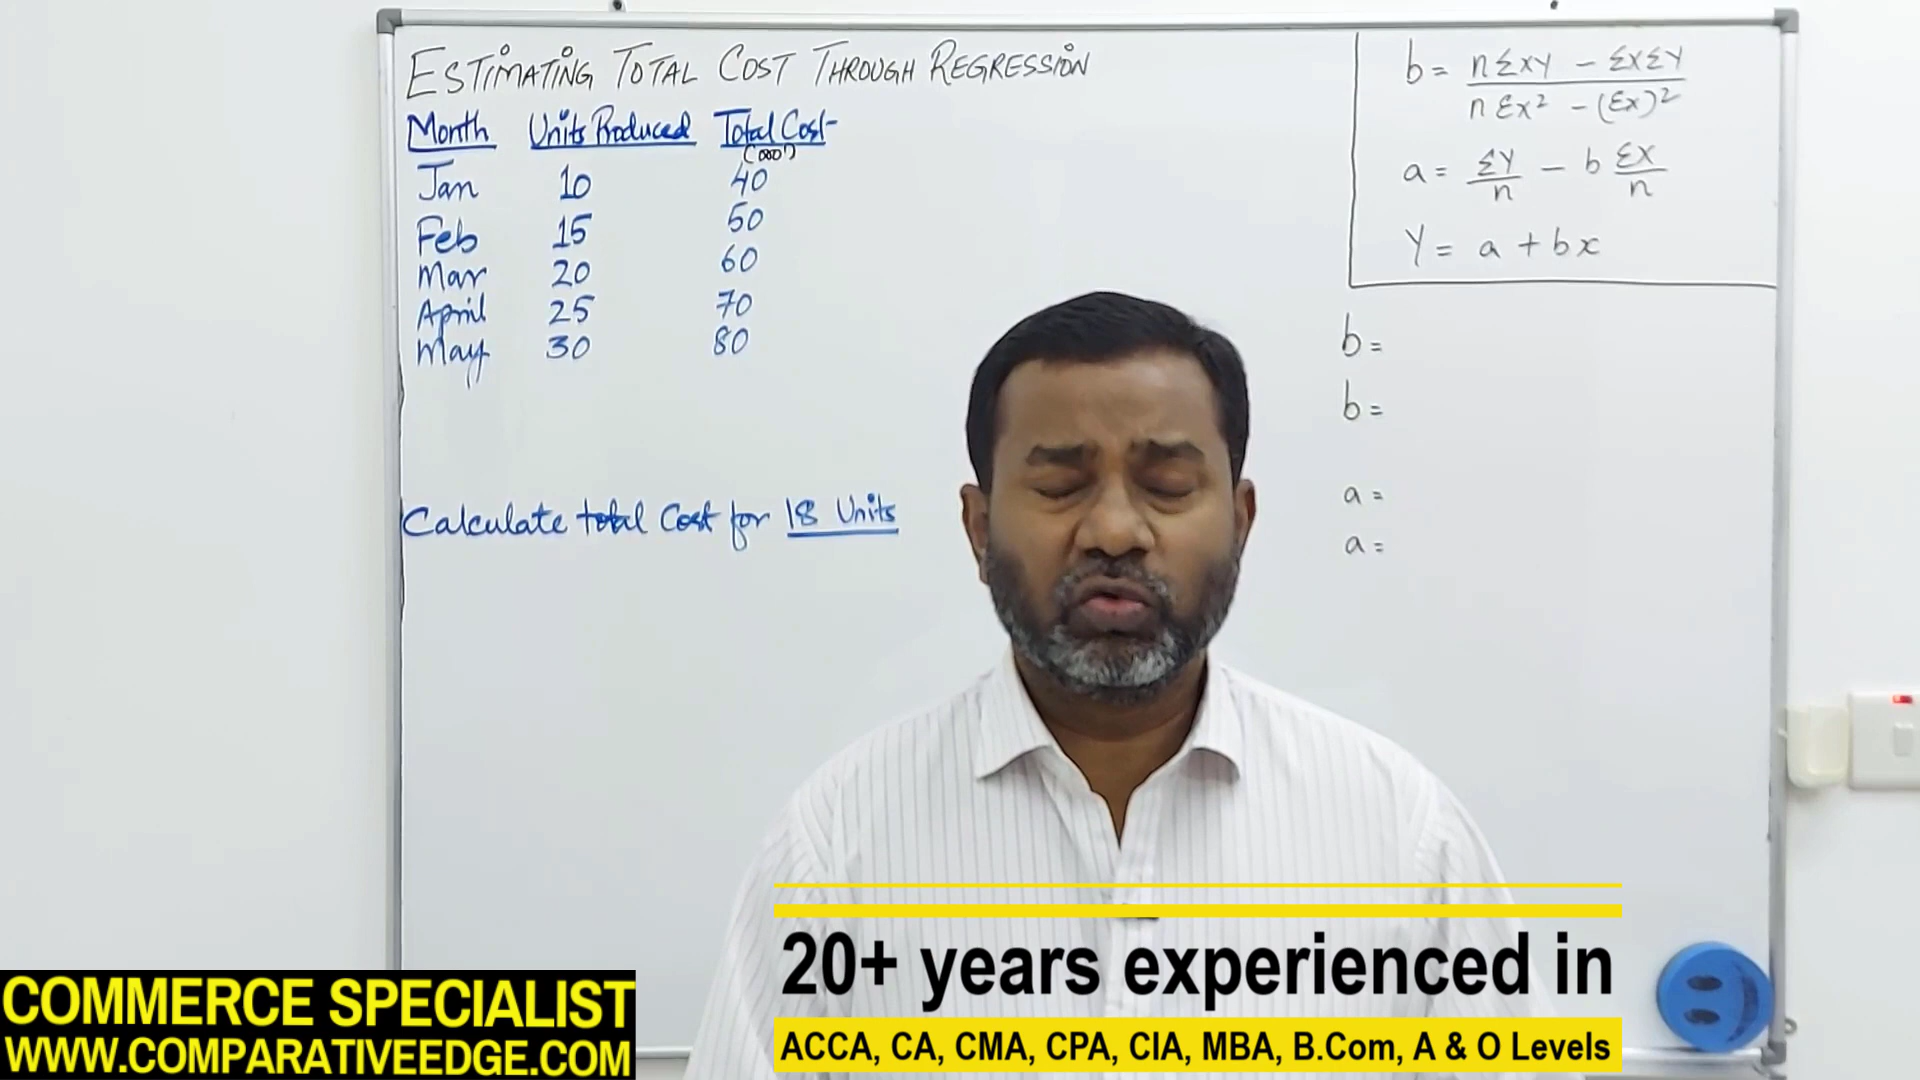 ESTIMATING TOTAL COST THROUGH REGRESSION
Month Units Produced Total Cost
(000')
Jan 10 40
Feb 15 50
Mar 20 60
April 25 70
May 30 80
Calculate total Cost for 18 Units
b = nΣXY - ΣXΣY / nΣx² - (Σx)²
a = ΣY/n - b ΣX/n
Y = a + bx
b =
b =
a =
a =
20+ years experienced in
ACCA, CA, CMA, CPA, CIA, MBA, B.Com, A & O Levels
COMMERCE SPECIALIST
WWW.COMPARATIVEEDGE.COM